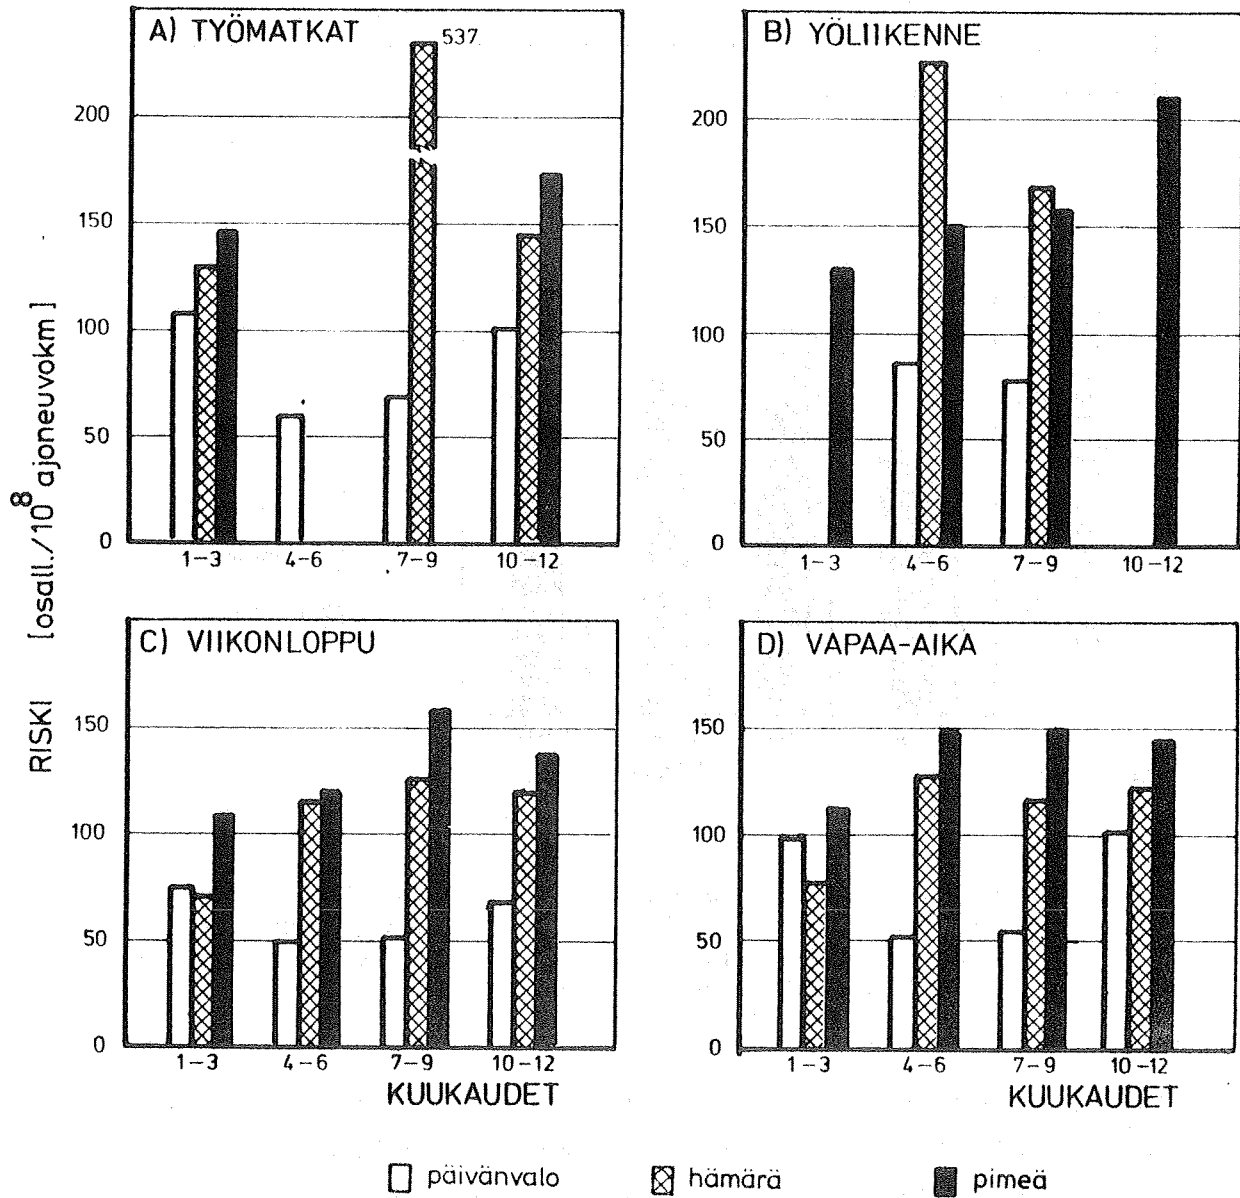 A) TYÖMATKAT
537
200
150
100
50
0
1-3 4-6 7-9 10-12
B) YÖLIIKENNE
200
150
100
50
0
1-3 4-6 7-9 10-12
RISKI [osall./10⁸ ajoneuvokm]
C) VIIKONLOPPU
150
100
50
0
1-3 4-6 7-9 10-12
KUUKAUDET
D) VAPAA-AIKA
150
100
50
0
1-3 4-6 7-9 10-12
KUUKAUDET
päivänvalo hämärä pimeä